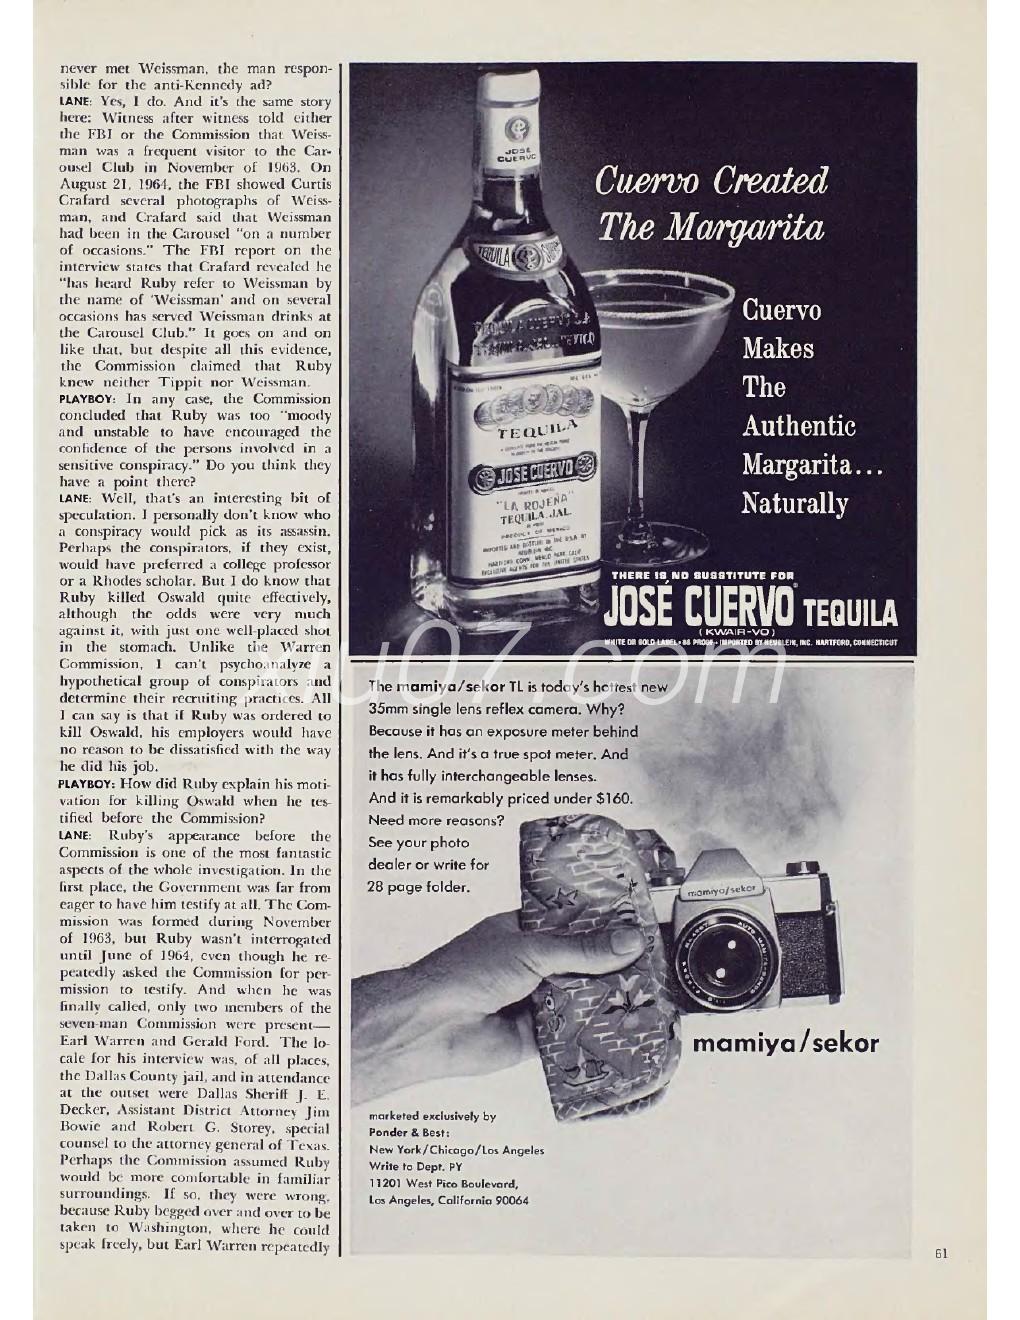 never met Weissman, the man respon-
sible for the anti-Kennedy ad?
LANE: Yes, I do. And it's the same story
here: Witness after witness told either
the FBI or the Commission that Weiss-
man was a frequent visitor to the Car-
ousel Club in November of 1963. On
August 21, 1964, the FBI showed Curtis
Crafard several photographs of Weiss-
man, and Crafard said that Weissman
had been in the Carousel "on a number
of occasions." The FBI report on the
interview states that Crafard revealed he
"has heard Ruby refer to Weissman by
the name of 'Weissman' and on several
occasions has served Weissman drinks at
the Carousel Club." It goes on and on
like that, but despite all this evidence,
the Commission claimed that Ruby
knew neither Tippit nor Weissman.
PLAYBOY: In any case, the Commission
concluded that Ruby was too "moody
and unstable to have encouraged the
confidence of the persons involved in a
sensitive conspiracy." Do you think they
have a point there?
LANE: Well, that's an interesting bit of
speculation. I personally don't know who
a conspiracy would pick as its assassin.
Perhaps the conspirators, if they exist,
would have preferred a college professor
or a Rhodes scholar. But I do know that
Ruby killed Oswald quite effectively,
although the odds were very much
against it, with just one well-placed shot
in the stomach. Unlike the Warren
Commission, I can't psychoanalyze a
hypothetical group of conspirators and
determine their recruiting practices. All
I can say is that if Ruby was ordered to
kill Oswald, his employers would have
no reason to be dissatisfied with the way
he did his job.
PLAYBOY: How did Ruby explain his moti-
vation for killing Oswald when he tes-
tified before the Commission?
LANE: Ruby's appearance before the
Commission is one of the most fantastic
aspects of the whole investigation. In the
first place, the Government was far from
eager to have him testify at all. The Com-
mission was formed during November
of 1963, but Ruby wasn't interrogated
until June of 1964, even though he re-
peatedly asked the Commission for per-
mission to testify. And when he was
finally called, only two members of the
seven-man Commission were present—
Earl Warren and Gerald Ford. The lo-
cale for his interview was, of all places,
the Dallas County jail, and in attendance
at the outset were Dallas Sheriff J. E.
Decker, Assistant District Attorney Jim
Bowie and Robert G. Storey, special
counsel to the attorney general of Texas.
Perhaps the Commission assumed Ruby
would be more comfortable in familiar
surroundings. If so, they were wrong,
because Ruby begged over and over to be
taken to Washington, where he could
speak freely, but Earl Warren repeatedly
JOSE
CUERVO
TEQUILA
TEQUILA
JOSE CUERVO
"LA ROJEÑA"
TEQUILA, JAL.
PRODUCT OF MEXICO
Cuervo Created
The Margarita
Cuervo
Makes
The
Authentic
Margarita...
Naturally
THERE IS NO SUBSTITUTE FOR
JOSÉ CUERVO® TEQUILA
(KWAIR-VO)
WHITE OR GOLD LABEL • 86 PROOF • IMPORTED BY HEUBLEIN, INC. HARTFORD, CONNECTICUT
xiu07.com
The mamiya/sekor TL is today's hottest new
35mm single lens reflex camera. Why?
Because it has an exposure meter behind
the lens. And it's a true spot meter. And
it has fully interchangeable lenses.
And it is remarkably priced under $160.
Need more reasons?
See your photo
dealer or write for
28 page folder.
mamiya/sekor
mamiya/sekor
marketed exclusively by
Ponder & Best:
New York/Chicago/Los Angeles
Write to Dept. PY
11201 West Pico Boulevard,
Los Angeles, California 90064
61